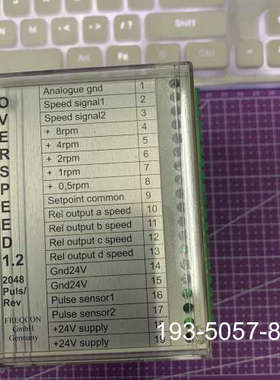 OVERSPEED 1.2
2048
Puls/
Rev
FREQCON
GmbH
Germany
Analogue gnd 1
Speed signal1 2
Speed signal2 3
+ 8rpm 4
+ 4rpm 5
+ 2rpm 6
+ 1rpm 7
+ 0,5rpm 8
Setpoint common 9
Rel output a speed 10
Rel output b speed 11
Rel output c speed 12
Rel output d speed 13
Gnd24V 14
Gnd24V 15
Pulse sensor1 16
Pulse sensor2 17
+24V supply 18
+24V supply
193-5057-8